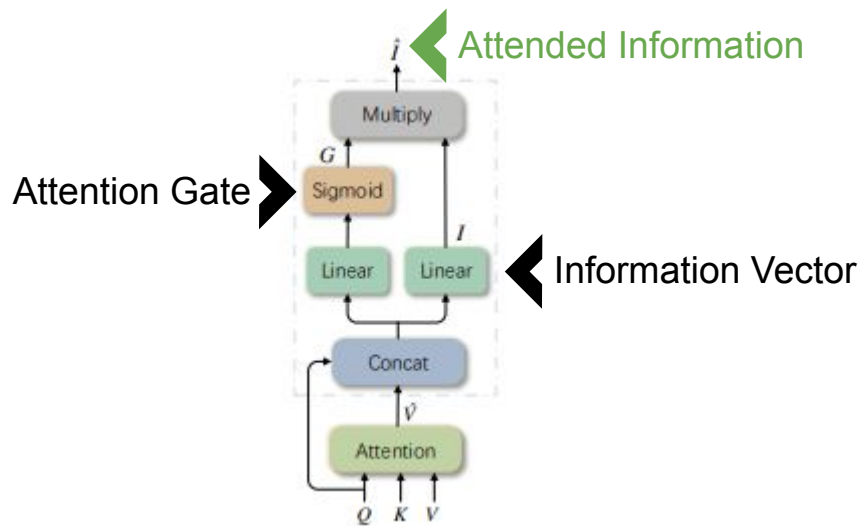 Attended Information
Î
Multiply
G
Attention Gate
Sigmoid
I
Linear Linear
Information Vector
Concat
V̂
Attention
Q K V